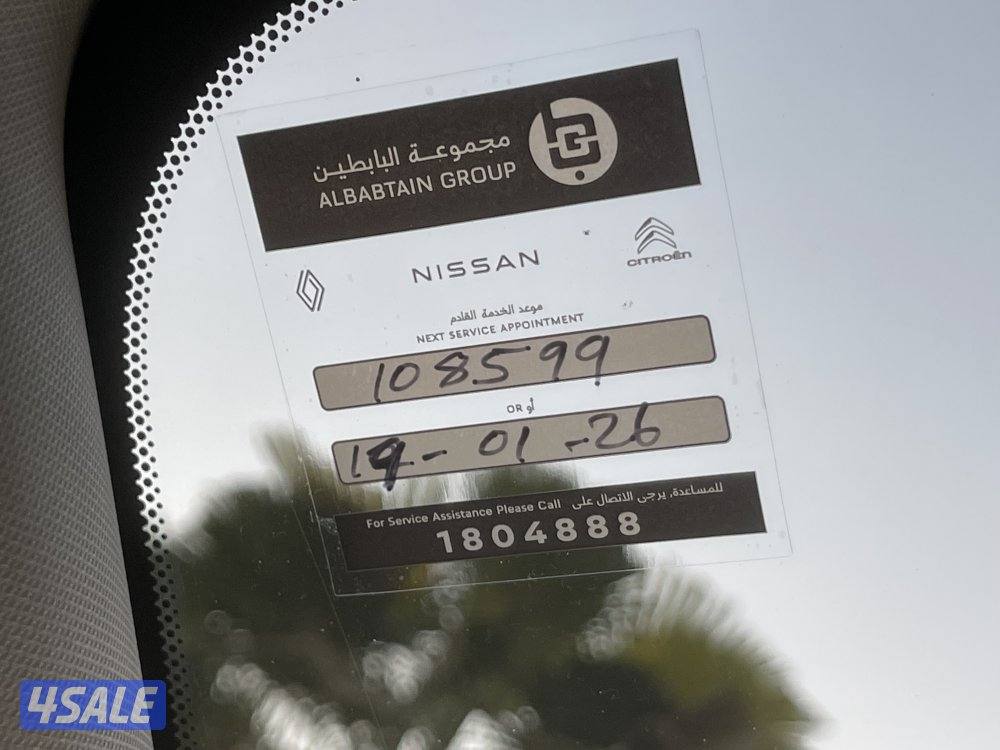 مجموعة البابطين
ALBABTAIN GROUP
NISSAN
CITROËN
موعد الخدمة القادم
NEXT SERVICE APPOINTMENT
108599
OR أو
19-01-26
For Service Assistance Please Call للمساعدة، يرجى الاتصال على
1804888
4SALE